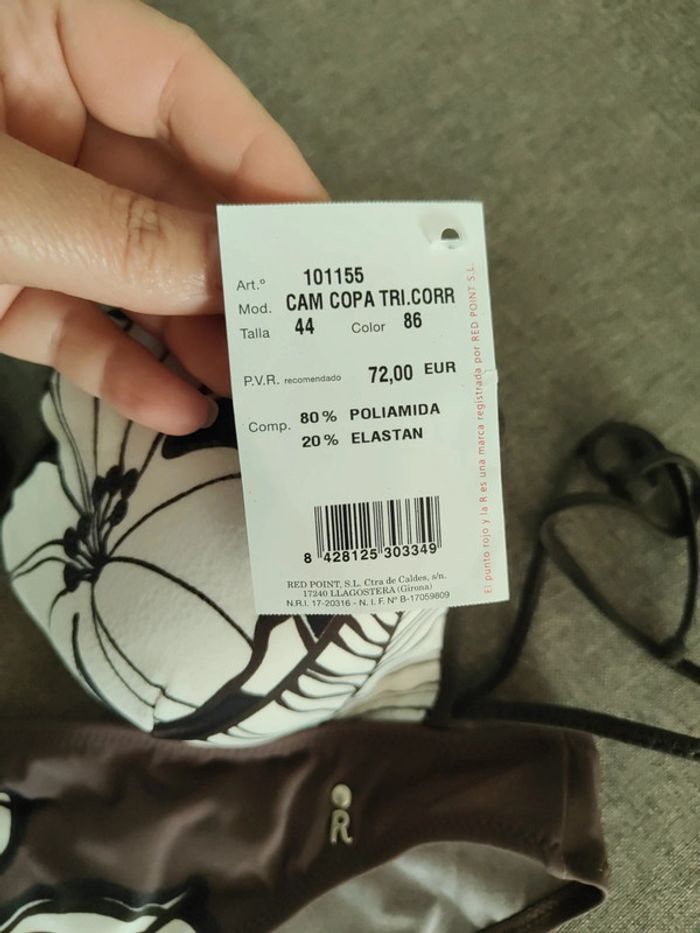 Art.º 101155
Mod. CAM COPA TRI.CORR
Talla 44 Color 86
P.V.R. recomendado 72,00 EUR
Comp. 80% POLIAMIDA
20% ELASTAN
8 428125 303349
RED POINT, S.L. Ctra de Caldes, s/n.
17240 LLAGOSTERA (Girona)
N.R.I. 17-20316 - N. I. F. Nº B-17059809
El punto rojo y la R es una marca registrada por RED POINT S.L.
R